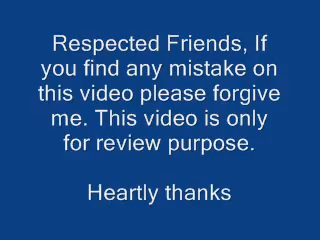 Respected Friends, If
you find any mistake on
this video please forgive
me. This video is only
for review purpose.
Heartly thanks